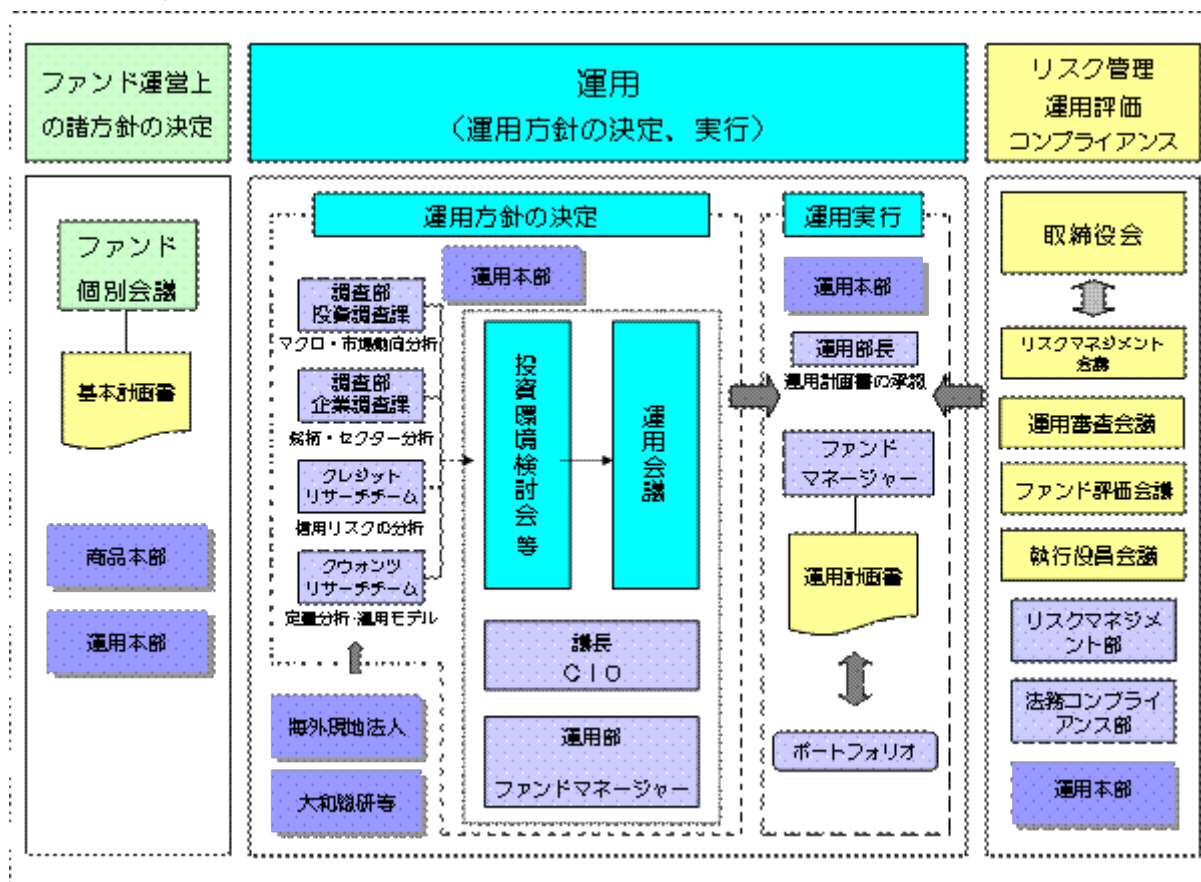 ファンド運営上
の諸方針の決定
運用
（運用方針の決定、実行）
リスク管理
運用評価
コンプライアンス
ファンド
個別会議
基本計画書
商品本部
運用本部
運用方針の決定
運用本部
調査部
投資調査課
マクロ・市場動向分析
調査部
企業調査課
銘柄・セクター分析
クレジット
リサーチチーム
信用リスクの分析
クウォンツ
リサーチチーム
定量分析・運用モデル
海外現地法人
大和総研等
投資環境検討会等
運用会議
議長
CIO
運用部
ファンドマネージャー
運用実行
運用本部
運用部長
運用計画書の承認
ファンド
マネージャー
運用計画書
ポートフォリオ
取締役会
リスクマネジメント
会議
運用審査会議
ファンド評価会議
執行役員会議
リスクマネジメ
ント部
法務コンプライ
アンス部
運用本部